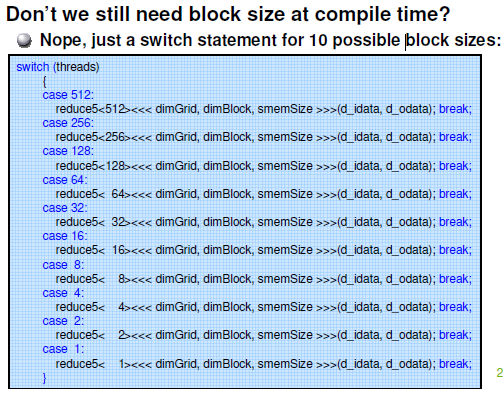 Don't we still need block size at compile time?
Nope, just a switch statement for 10 possible block sizes:
switch (threads)
{
case 512:
reduce5<512><<< dimGrid, dimBlock, smemSize >>>(d_idata, d_odata); break;
case 256:
reduce5<256><<< dimGrid, dimBlock, smemSize >>>(d_idata, d_odata); break;
case 128:
reduce5<128><<< dimGrid, dimBlock, smemSize >>>(d_idata, d_odata); break;
case 64:
reduce5< 64><<< dimGrid, dimBlock, smemSize >>>(d_idata, d_odata); break;
case 32:
reduce5< 32><<< dimGrid, dimBlock, smemSize >>>(d_idata, d_odata); break;
case 16:
reduce5< 16><<< dimGrid, dimBlock, smemSize >>>(d_idata, d_odata); break;
case 8:
reduce5< 8><<< dimGrid, dimBlock, smemSize >>>(d_idata, d_odata); break;
case 4:
reduce5< 4><<< dimGrid, dimBlock, smemSize >>>(d_idata, d_odata); break;
case 2:
reduce5< 2><<< dimGrid, dimBlock, smemSize >>>(d_idata, d_odata); break;
case 1:
reduce5< 1><<< dimGrid, dimBlock, smemSize >>>(d_idata, d_odata); break;
}
2